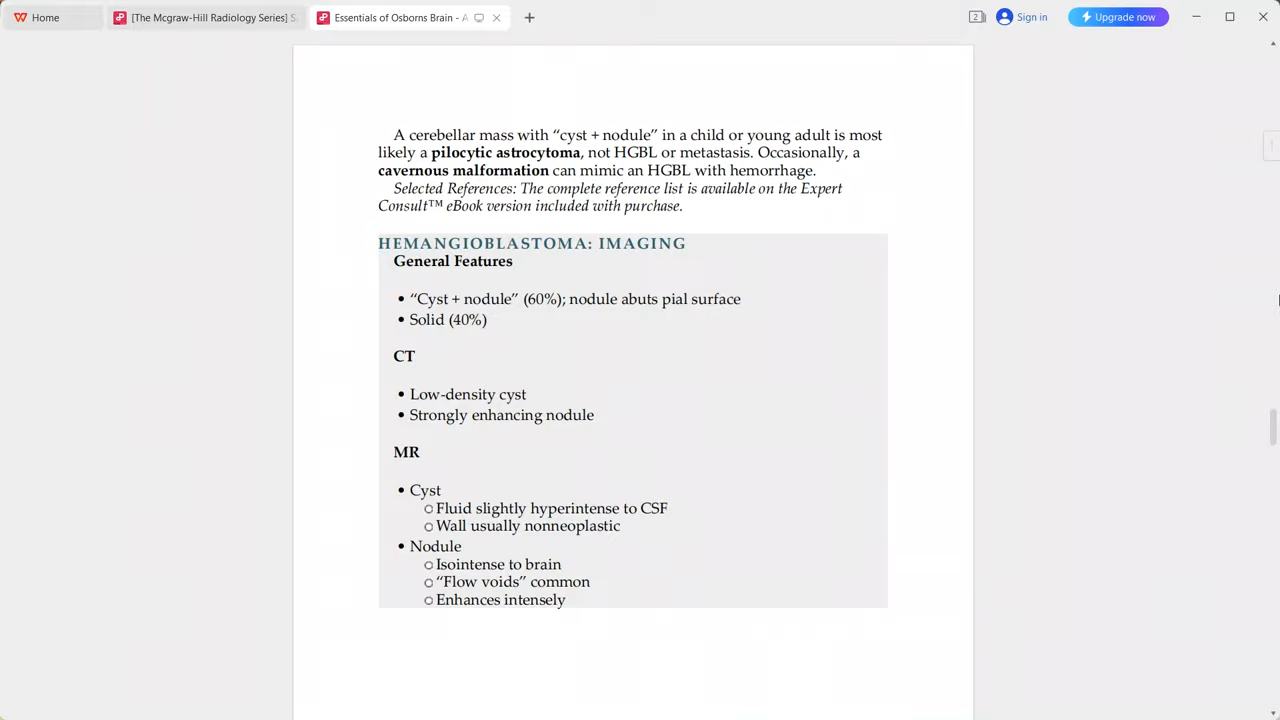 Home
[The Mcgraw-Hill Radiology Series] S
Essentials of Osborns Brain - A
2
Sign in
Upgrade now
A cerebellar mass with “cyst + nodule” in a child or young adult is most
likely a pilocytic astrocytoma, not HGBL or metastasis. Occasionally, a
cavernous malformation can mimic an HGBL with hemorrhage.
Selected References: The complete reference list is available on the Expert
Consult™ eBook version included with purchase.
HEMANGIOBLASTOMA: IMAGING
General Features
• “Cyst + nodule” (60%); nodule abuts pial surface
• Solid (40%)
CT
• Low-density cyst
• Strongly enhancing nodule
MR
• Cyst
○ Fluid slightly hyperintense to CSF
○ Wall usually nonneoplastic
• Nodule
○ Isointense to brain
○ “Flow voids” common
○ Enhances intensely